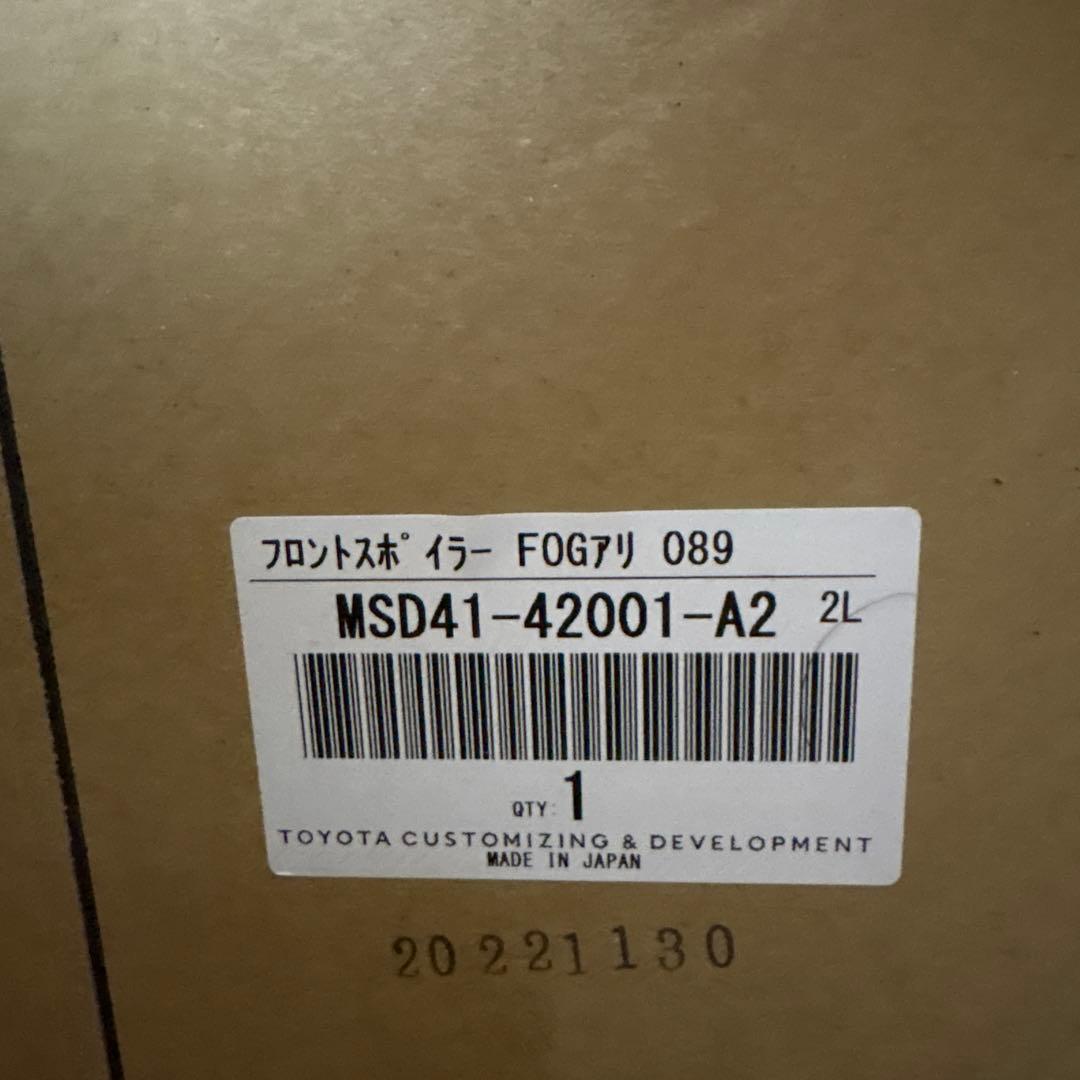 フロントスポイラー FOGアリ 089
MSD41-42001-A2 2L
QTY: 1
TOYOTA CUSTOMIZING & DEVELOPMENT
MADE IN JAPAN
20221130